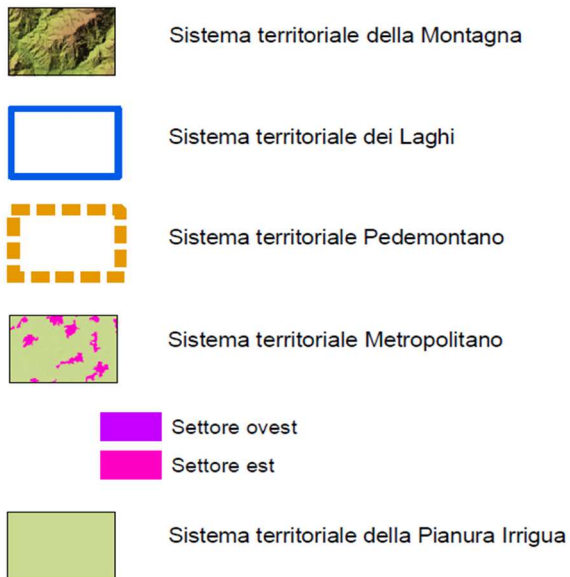 Sistema territoriale della Montagna
Sistema territoriale dei Laghi
Sistema territoriale Pedemontano
Sistema territoriale Metropolitano
Settore ovest
Settore est
Sistema territoriale della Pianura Irrigua